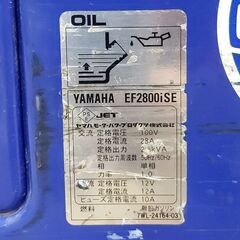 OIL
YAMAHA EF2800iSE
PS E JET
ヤマハモーターパワープロダクツ株式会社
交流 定格電圧 100V
定格電流 28A
定格出力 2.8kVA
定格出力周波数 50Hz/60Hz
相数 単相
力率 1.0
直流 定格電圧 12V
定格電流 12A
ヒューズ定格電流 10A
燃料 無鉛ガソリン
7WL-24164-03